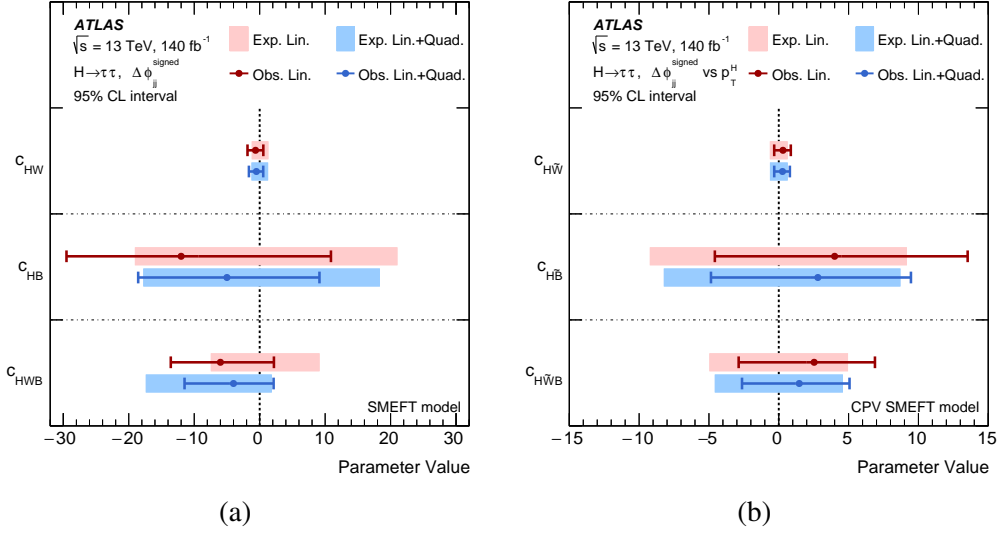 ATLAS
√s = 13 TeV, 140 fb⁻¹
H→ττ, Δϕ_jj^signed
95% CL interval
Exp. Lin. Exp. Lin.+Quad.
Obs. Lin. Obs. Lin.+Quad.
c_HW
c_HB
c_HWB
SMEFT model
−30 −20 −10 0 10 20 30
Parameter Value
(a)
ATLAS
√s = 13 TeV, 140 fb⁻¹
H→ττ, Δϕ_jj^signed vs p_T^H
95% CL interval
Exp. Lin. Exp. Lin.+Quad.
Obs. Lin. Obs. Lin.+Quad.
c_HW̃
c_HB̃
c_HW̃B
CPV SMEFT model
−15 −10 −5 0 5 10 15
Parameter Value
(b)